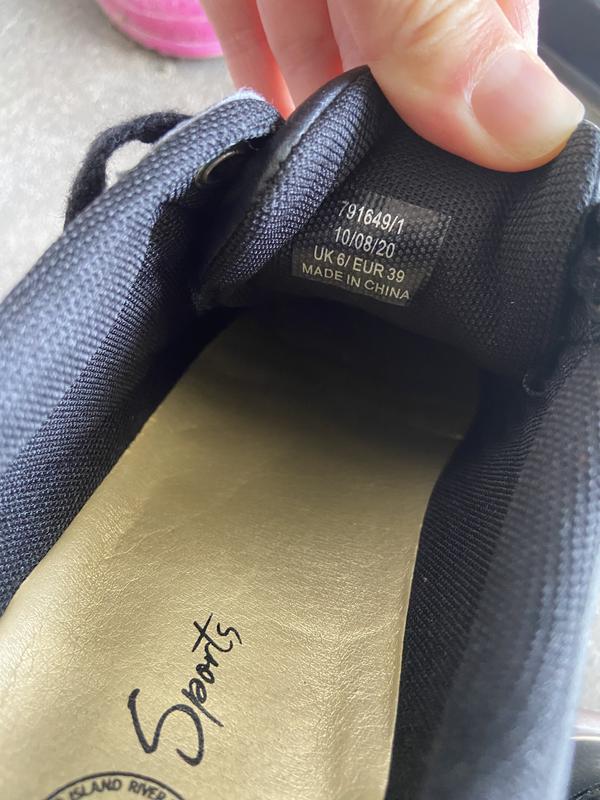 791649/1
10/08/20
UK 6/ EUR 39
MADE IN CHINA
Sports
ISLAND RIVER